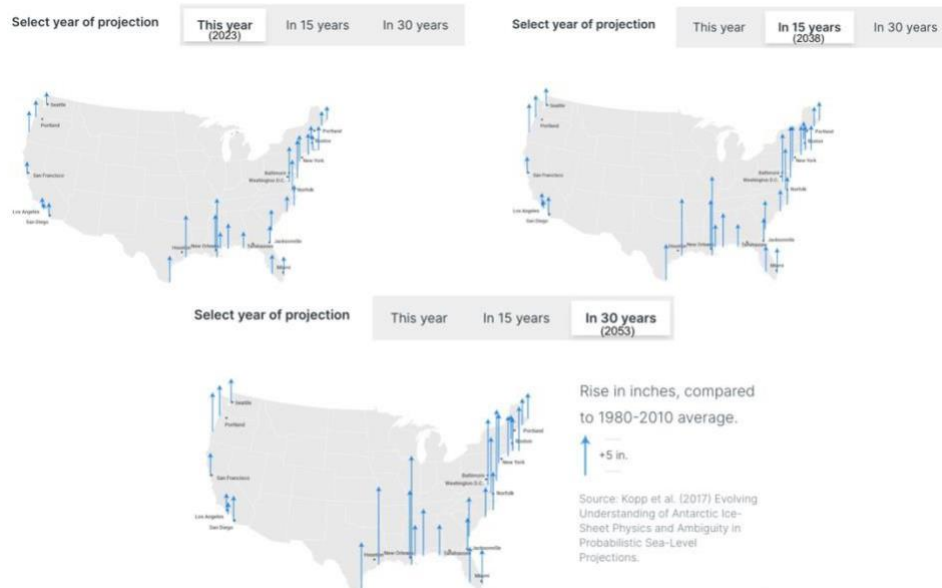 Select year of projection
This year
(2023)
In 15 years
In 30 years
Seattle
Portland
San Francisco
Los Angeles
San Diego
Houston
New Orleans
Jacksonville
Miami
Norfolk
Washington D.C.
Baltimore
New York
Boston
Portland
Select year of projection
This year
In 15 years
(2038)
In 30 years
Seattle
Portland
San Francisco
Los Angeles
San Diego
Houston
New Orleans
Jacksonville
Miami
Norfolk
Washington D.C.
Baltimore
New York
Boston
Portland
Select year of projection
This year
In 15 years
In 30 years
(2053)
Seattle
Portland
San Francisco
Los Angeles
San Diego
Houston
New Orleans
Jacksonville
Miami
Norfolk
Washington D.C.
Baltimore
New York
Boston
Portland
Rise in inches, compared
to 1980-2010 average.
+5 in.
Source: Kopp et al. (2017) Evolving
Understanding of Antarctic Ice-
Sheet Physics and Ambiguity in
Probabilistic Sea-Level
Projections.